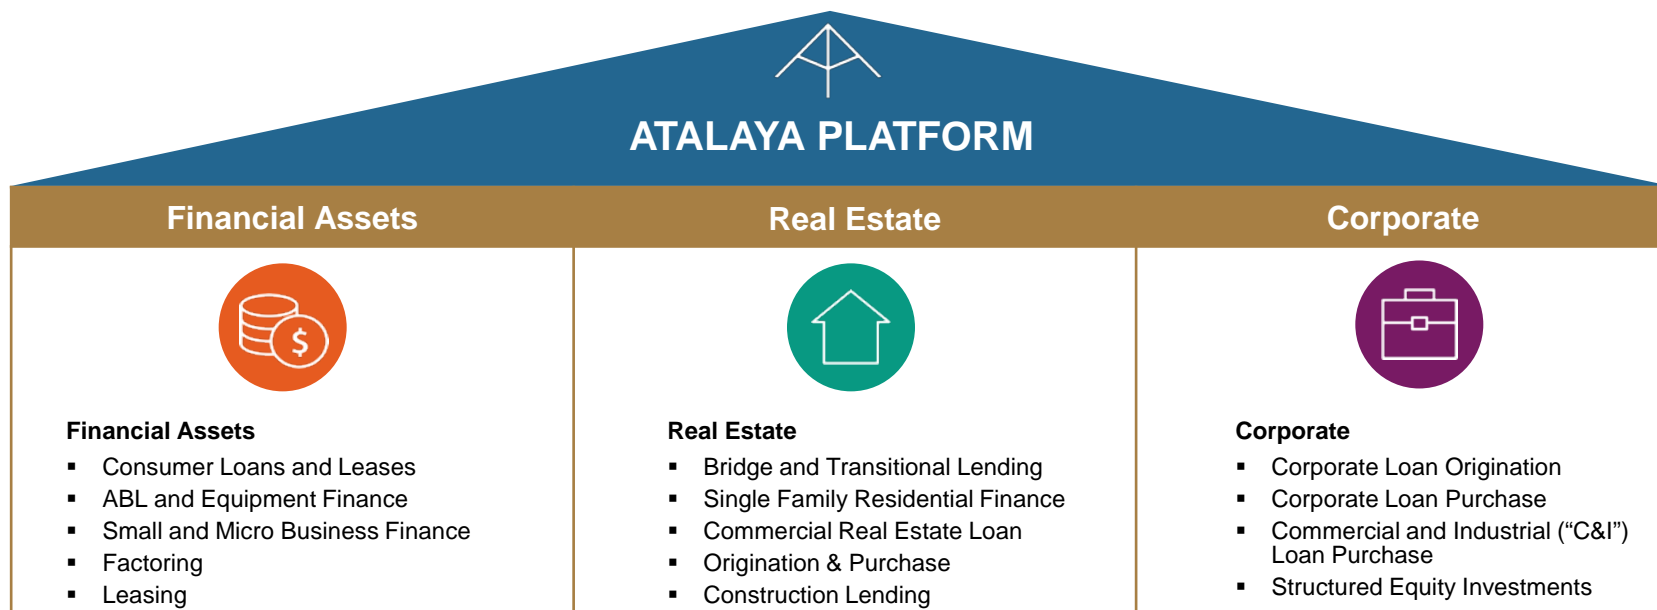 ATALAYA PLATFORM
Financial Assets
Real Estate
Corporate
$
Financial Assets
▪ Consumer Loans and Leases
▪ ABL and Equipment Finance
▪ Small and Micro Business Finance
▪ Factoring
▪ Leasing
Real Estate
▪ Bridge and Transitional Lending
▪ Single Family Residential Finance
▪ Commercial Real Estate Loan
▪ Origination & Purchase
▪ Construction Lending
Corporate
▪ Corporate Loan Origination
▪ Corporate Loan Purchase
▪ Commercial and Industrial (“C&I”)
Loan Purchase
▪ Structured Equity Investments